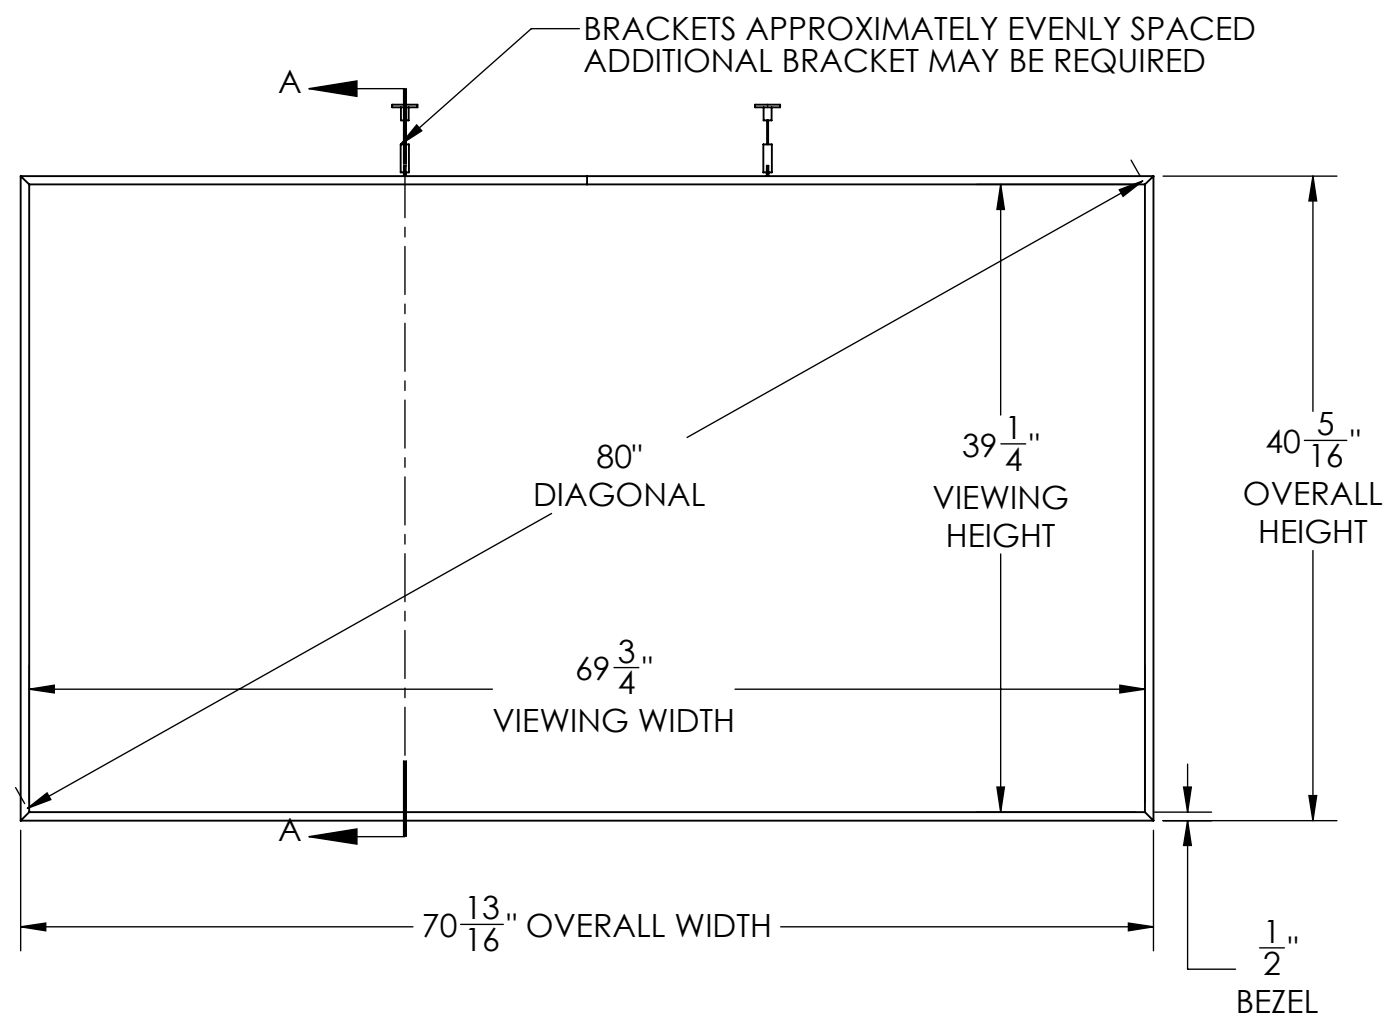 BRACKETS APPROXIMATELY EVENLY SPACED
ADDITIONAL BRACKET MAY BE REQUIRED
A
80"
DIAGONAL
39 1/4"
VIEWING
HEIGHT
40 5/16"
OVERALL
HEIGHT
69 3/4"
VIEWING WIDTH
A
70 13/16" OVERALL WIDTH
1/2"
BEZEL